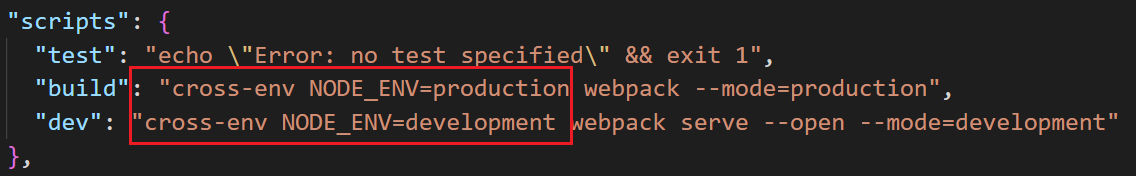 "scripts": {
"test": "echo \"Error: no test specified\" && exit 1",
"build": "cross-env NODE_ENV=production webpack --mode=production",
"dev": "cross-env NODE_ENV=development webpack serve --open --mode=development"
},